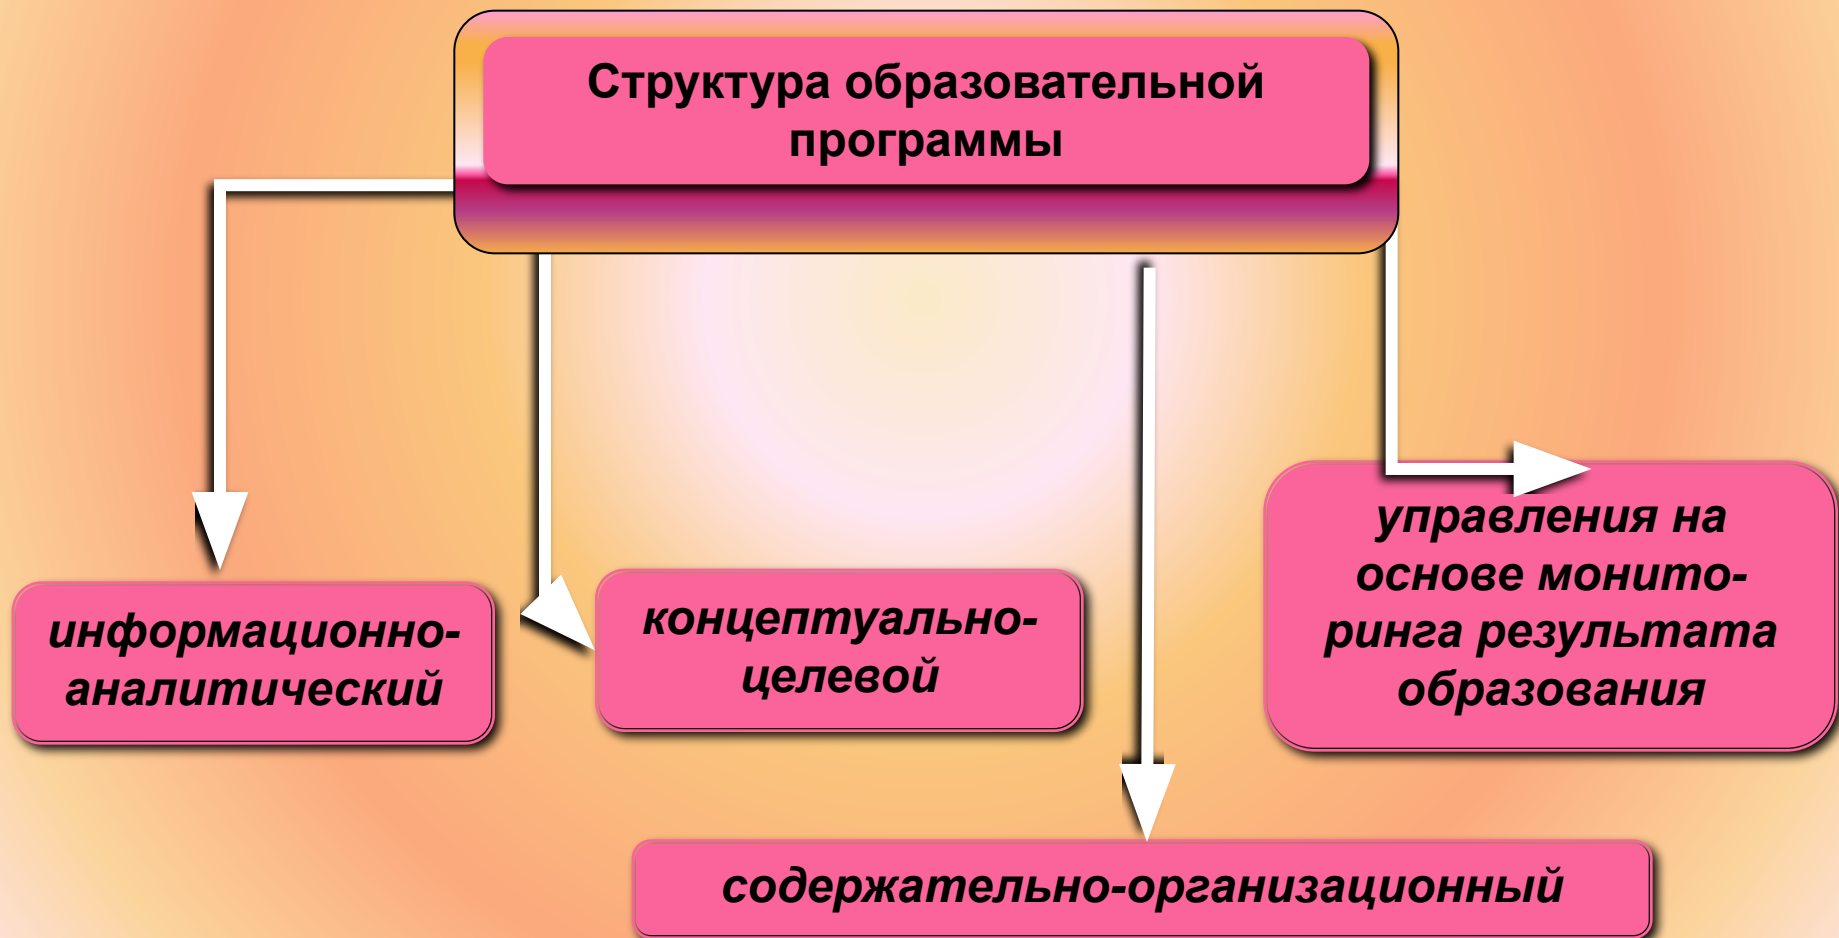 Структура образовательной
программы
информационно-
аналитический
концептуально-
целевой
управления на
основе монито-
ринга результата
образования
содержательно-организационный